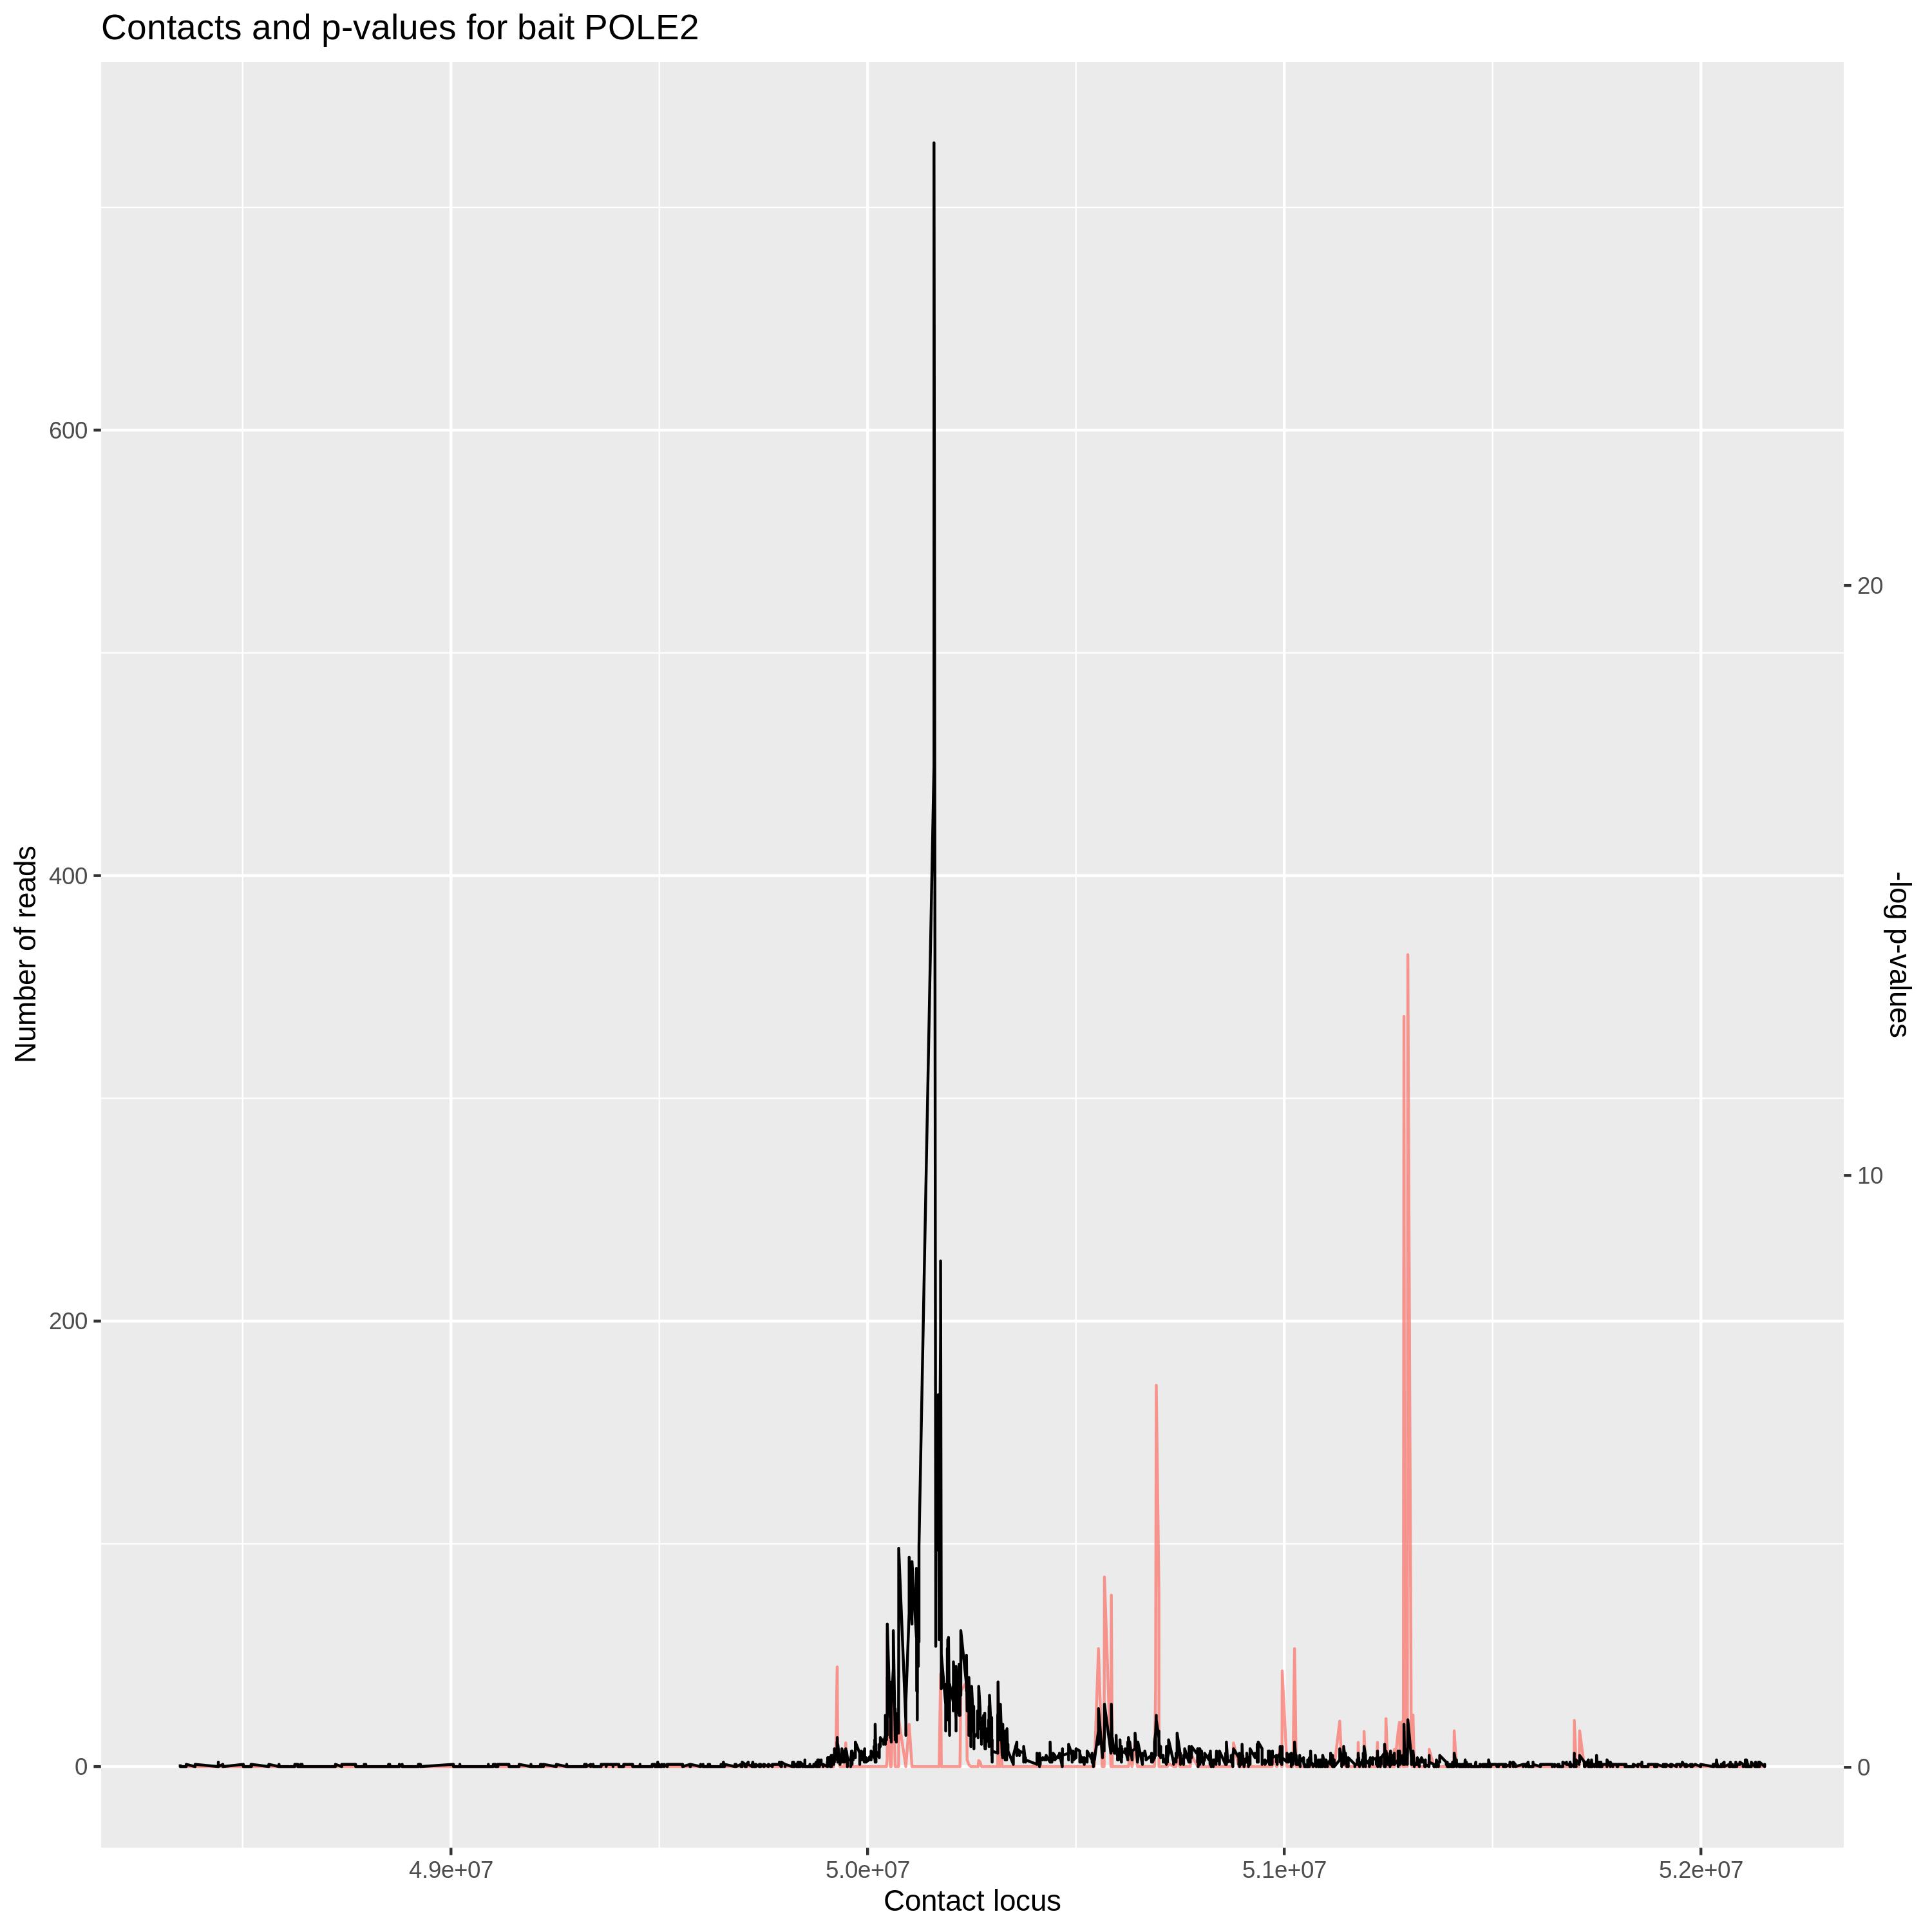 Contacts and p-values for bait POLE2
600
400
200
0
Number of reads
20
10
0
-log p-values
4.9e+07
5.0e+07
5.1e+07
5.2e+07
Contact locus